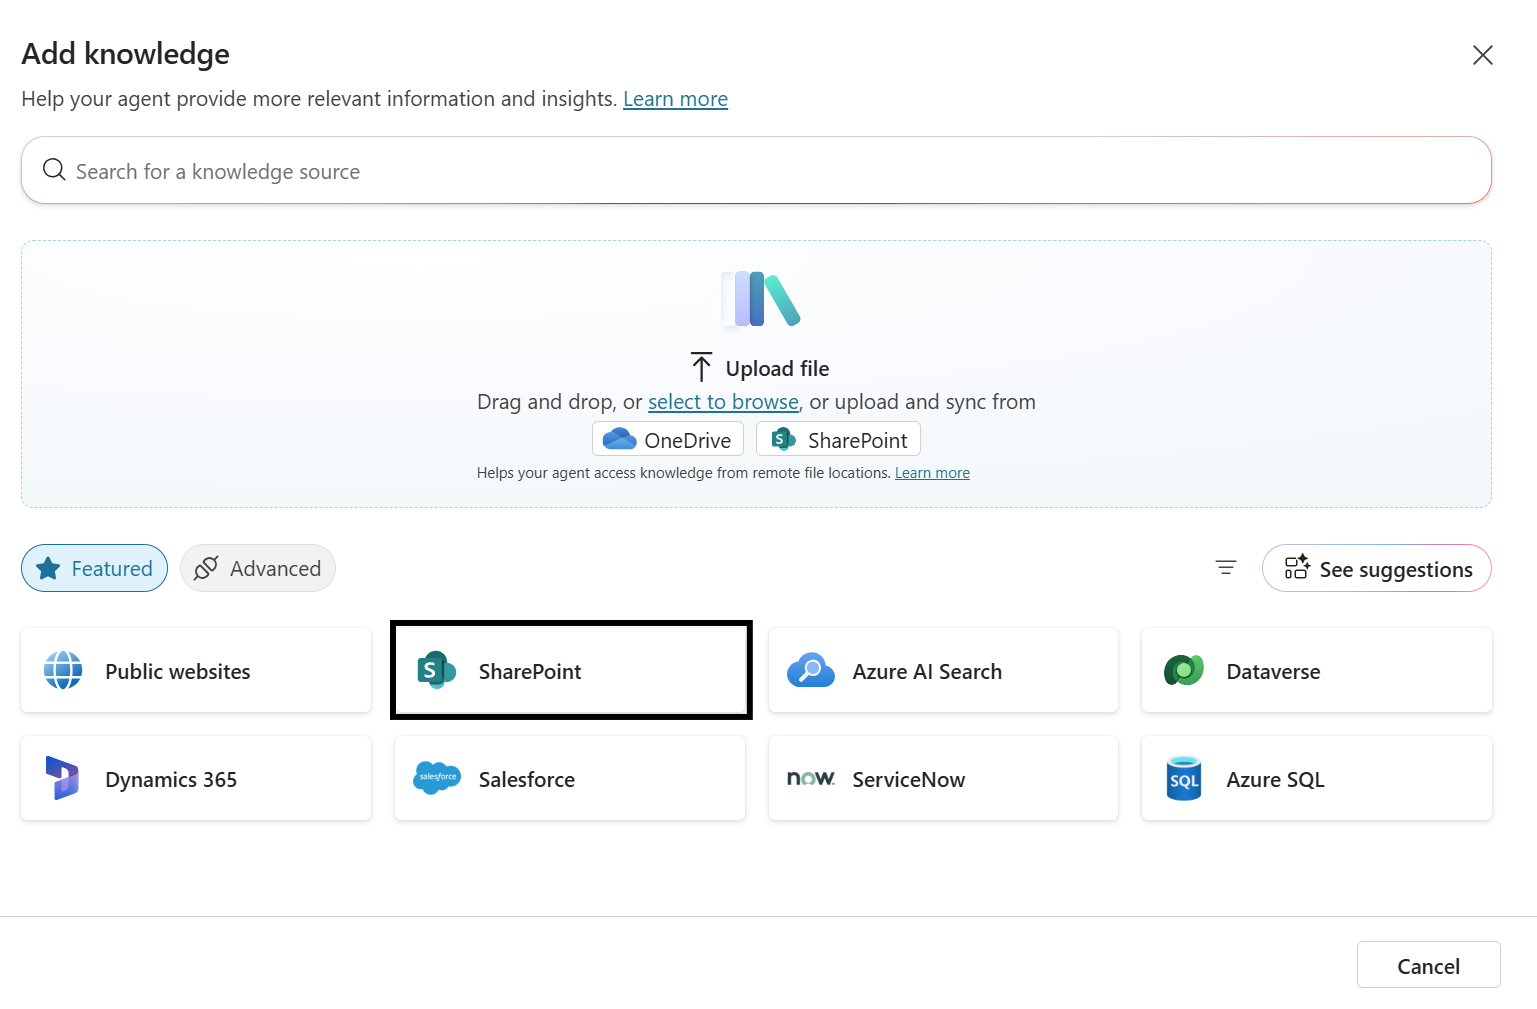 Add knowledge
Help your agent provide more relevant information and insights. Learn more
Search for a knowledge source
Upload file
Drag and drop, or select to browse, or upload and sync from
OneDrive
S SharePoint
Helps your agent access knowledge from remote file locations. Learn more
Featured
Advanced
See suggestions
Public websites
S SharePoint
Azure AI Search
Dataverse
Dynamics 365
salesforce Salesforce
now. ServiceNow
SQL Azure SQL
Cancel